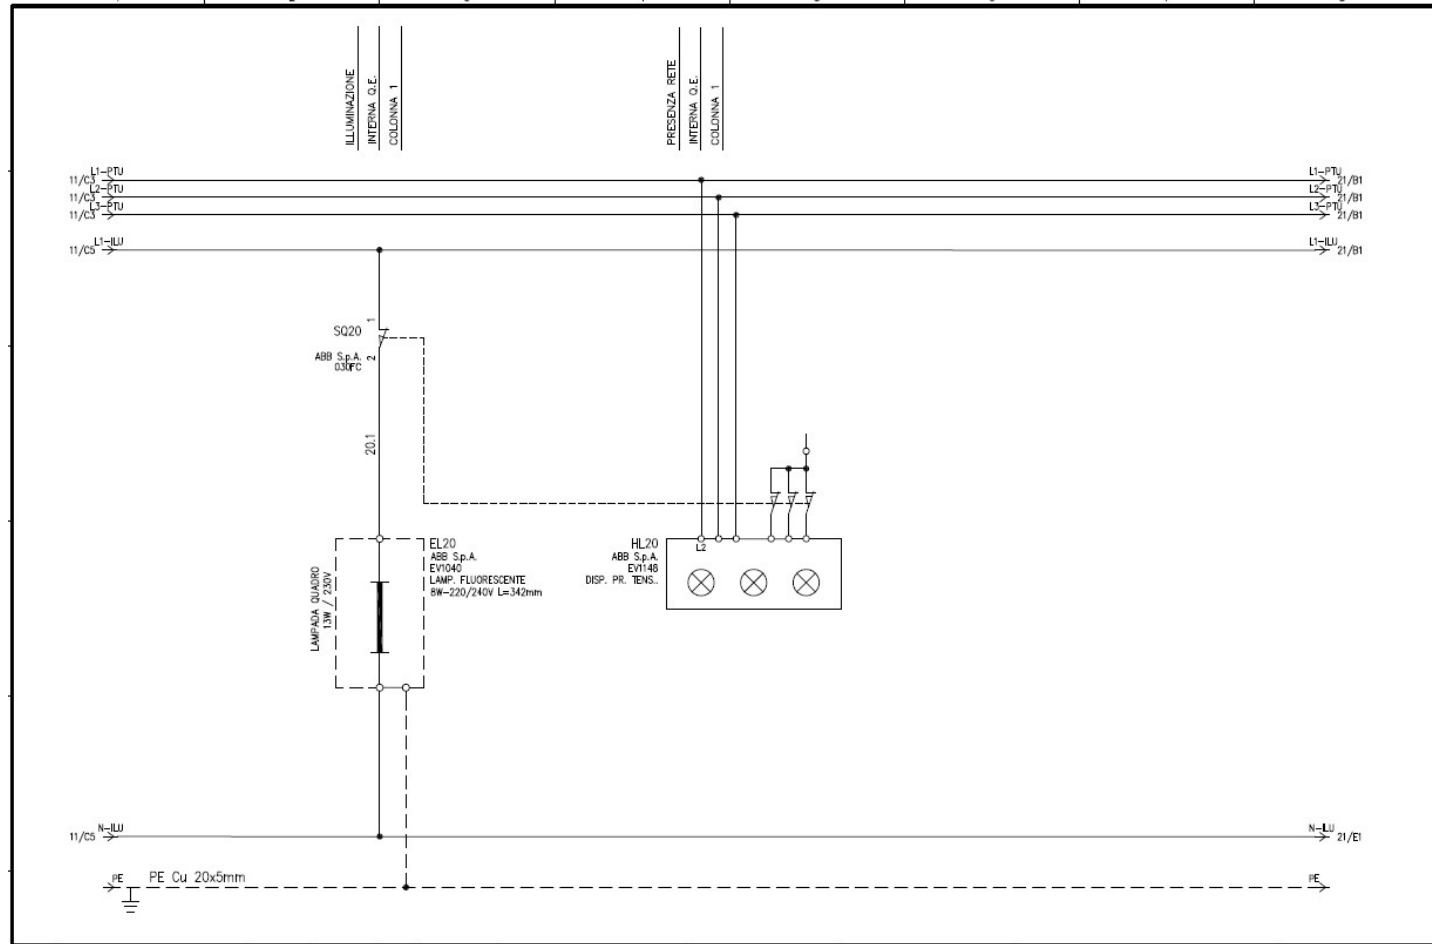 ILLUMINAZIONE
INTERNA Q.E.
COLONNA 1
PRESENZA RETE
INTERNA Q.E.
COLONNA 1
L1-PTU
11/C3
L2-PTU
11/C3
L3-PTU
11/C3
L1-ILU
11/C5
L1-PTU
21/B1
L2-PTU
21/B1
L3-PTU
21/B1
L1-ILU
21/B1
1
SQ20
ABB S.p.A.
030FC
2
20.1
EL20
ABB S.p.A.
EV1040
LAMP. FLUORESCENTE
8W-220/240V L=342mm
LAMPADA QUADRO
13W / 230V
HL20
ABB S.p.A.
EV1148
DISP. PR. TENS..
L2
N-ILU
11/C5
N-ILU
21/E1
PE
PE Cu 20x5mm
PE